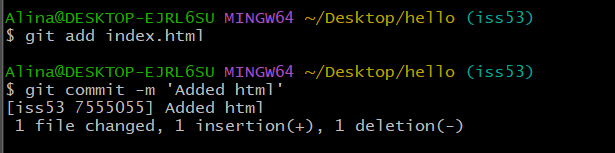 Alina@DESKTOP-EJRL6SU MINGW64 ~/Desktop/hello (iss53)
$ git add index.html
Alina@DESKTOP-EJRL6SU MINGW64 ~/Desktop/hello (iss53)
$ git commit -m 'Added html'
[iss53 7555055] Added html
 1 file changed, 1 insertion(+), 1 deletion(-)